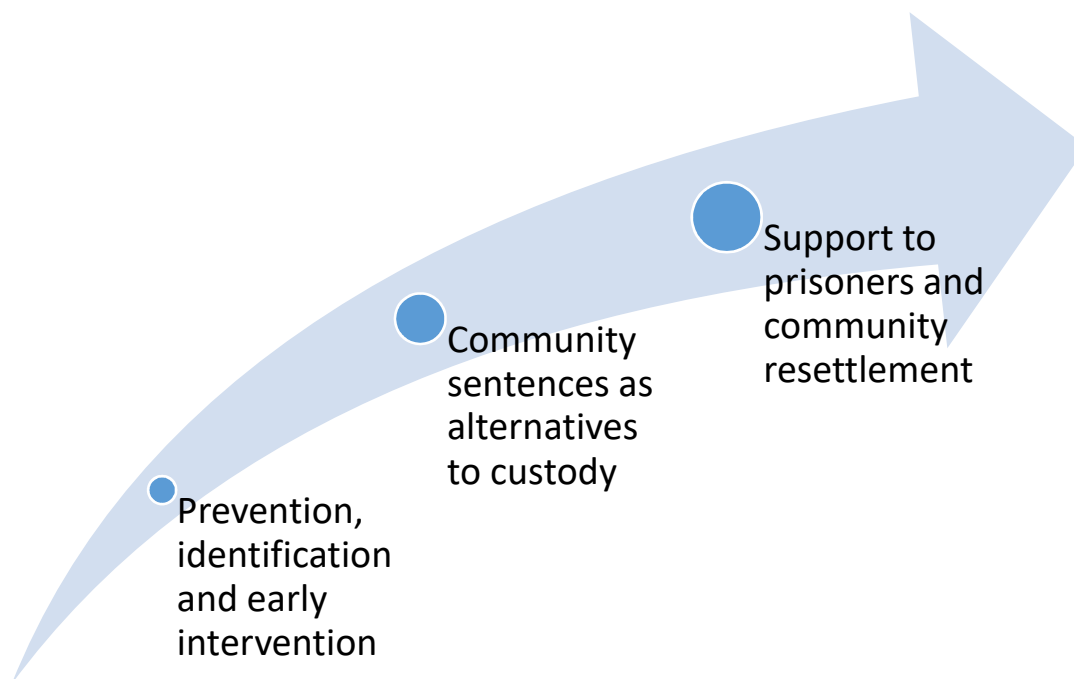 Prevention,
identification
and early
intervention
Community
sentences as
alternatives
to custody
Support to
prisoners and
community
resettlement